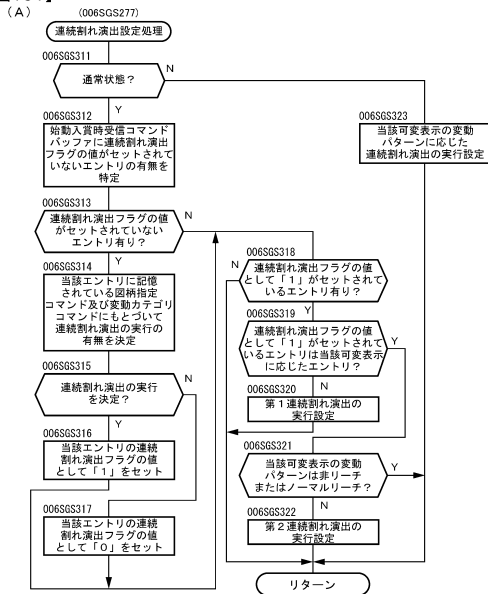 （A）
（006SGS277）
連続割れ演出設定処理
006SGS311
通常状態？
N
Y
006SGS312
始動入賞時受信コマンド
バッファに連続割れ演出
フラグの値がセットされて
いないエントリの有無を
特定
006SGS313
連続割れ演出フラグの値
がセットされていない
エントリ有り？
N
Y
006SGS314
当該エントリに記憶
されている図柄指定
コマンド及び変動カテゴリ
コマンドにもとづいて
連続割れ演出の実行の
有無を決定
006SGS315
連続割れ演出の実行
を決定？
N
Y
006SGS316
当該エントリの連続
割れ演出フラグの値
として「１」をセット
006SGS317
当該エントリの連続
割れ演出フラグの値
として「０」をセット
006SGS318
連続割れ演出フラグの値
として「１」がセットされて
いるエントリ有り？
N
Y
006SGS319
連続割れ演出フラグの値
として「１」がセットされて
いるエントリは当該可変表示
に応じたエントリ？
Y
N
006SGS320
第１連続割れ演出の
実行設定
006SGS321
当該可変表示の変動
パターンは非リーチ
またはノーマルリーチ？
Y
N
006SGS322
第２連続割れ演出の
実行設定
006SGS323
当該可変表示の変動
パターンに応じた
連続割れ演出の実行設定
リターン